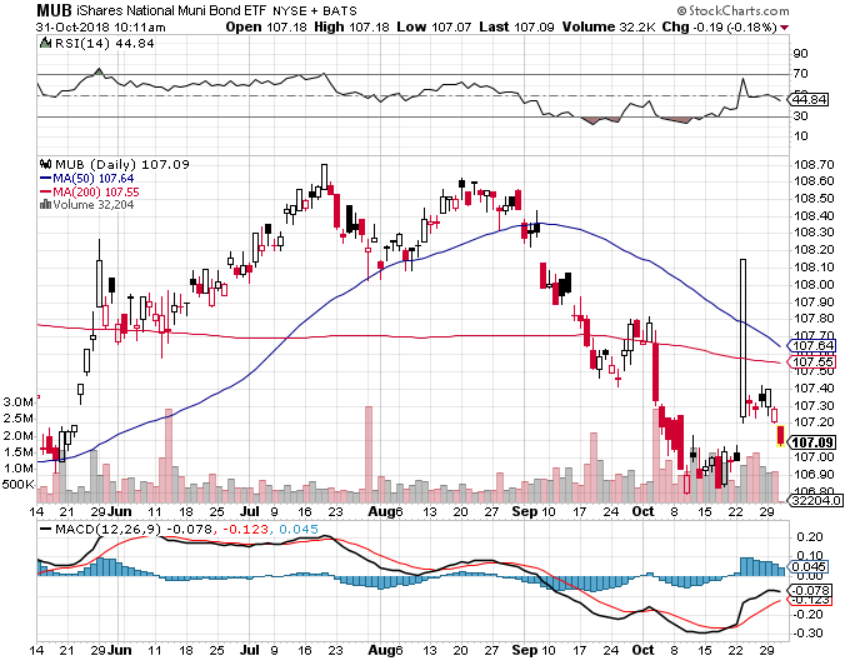 MUB iShares National Muni Bond ETF NYSE + BATS © StockCharts.com
31-Oct-2018 10:11am Open 107.18 High 107.18 Low 107.07 Last 107.09 Volume 32.2K Chg -0.19 (-0.18%)
RSI(14) 44.84
90
70
44.84
30
10
MUB (Daily) 107.09
MA(50) 107.64
MA(200) 107.55
Volume 32,204
108.70
108.60
108.50
108.40
108.30
108.20
108.10
108.00
107.90
107.80
107.70
107.64
107.55
107.50
107.40
3.0M 107.30
2.5M 107.20
2.0M 107.09
1.5M 107.00
1.0M 106.90
500K 106.80
32204.0
14 21 29 Jun 11 18 25 Jul 9 16 23 Aug 6 13 20 27 Sep 10 17 24 Oct 8 15 22 29
MACD(12,26,9) -0.078, -0.123, 0.045
0.20
0.10
0.045
0.00
-0.078
-0.123
-0.20
-0.30
14 21 29 Jun 11 18 25 Jul 9 16 23 Aug 6 13 20 27 Sep 10 17 24 Oct 8 15 22 29